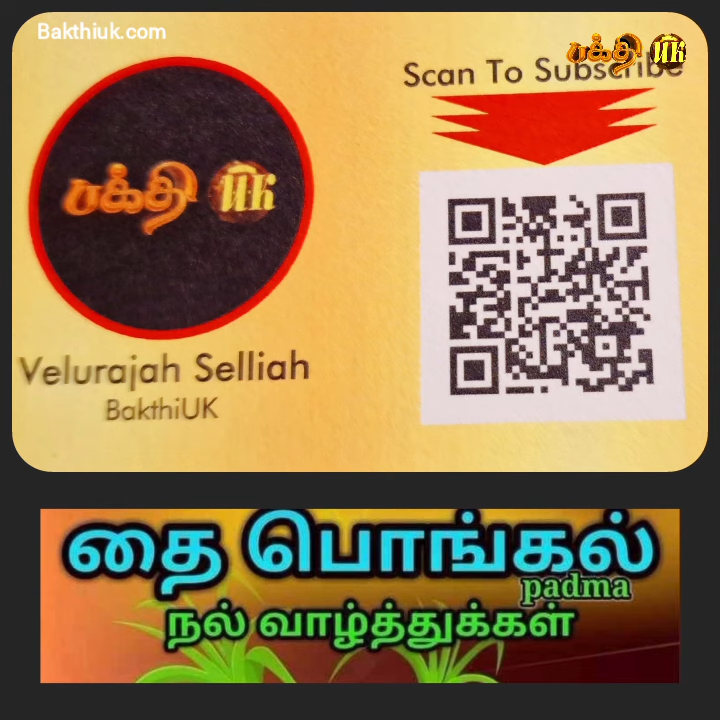 Bakthiuk.com
பக்தி UK
Scan To Subscribe
பக்தி UK
Velurajah Selliah
BakthiUK
தை பொங்கல்
padma
நல் வாழ்த்துக்கள்